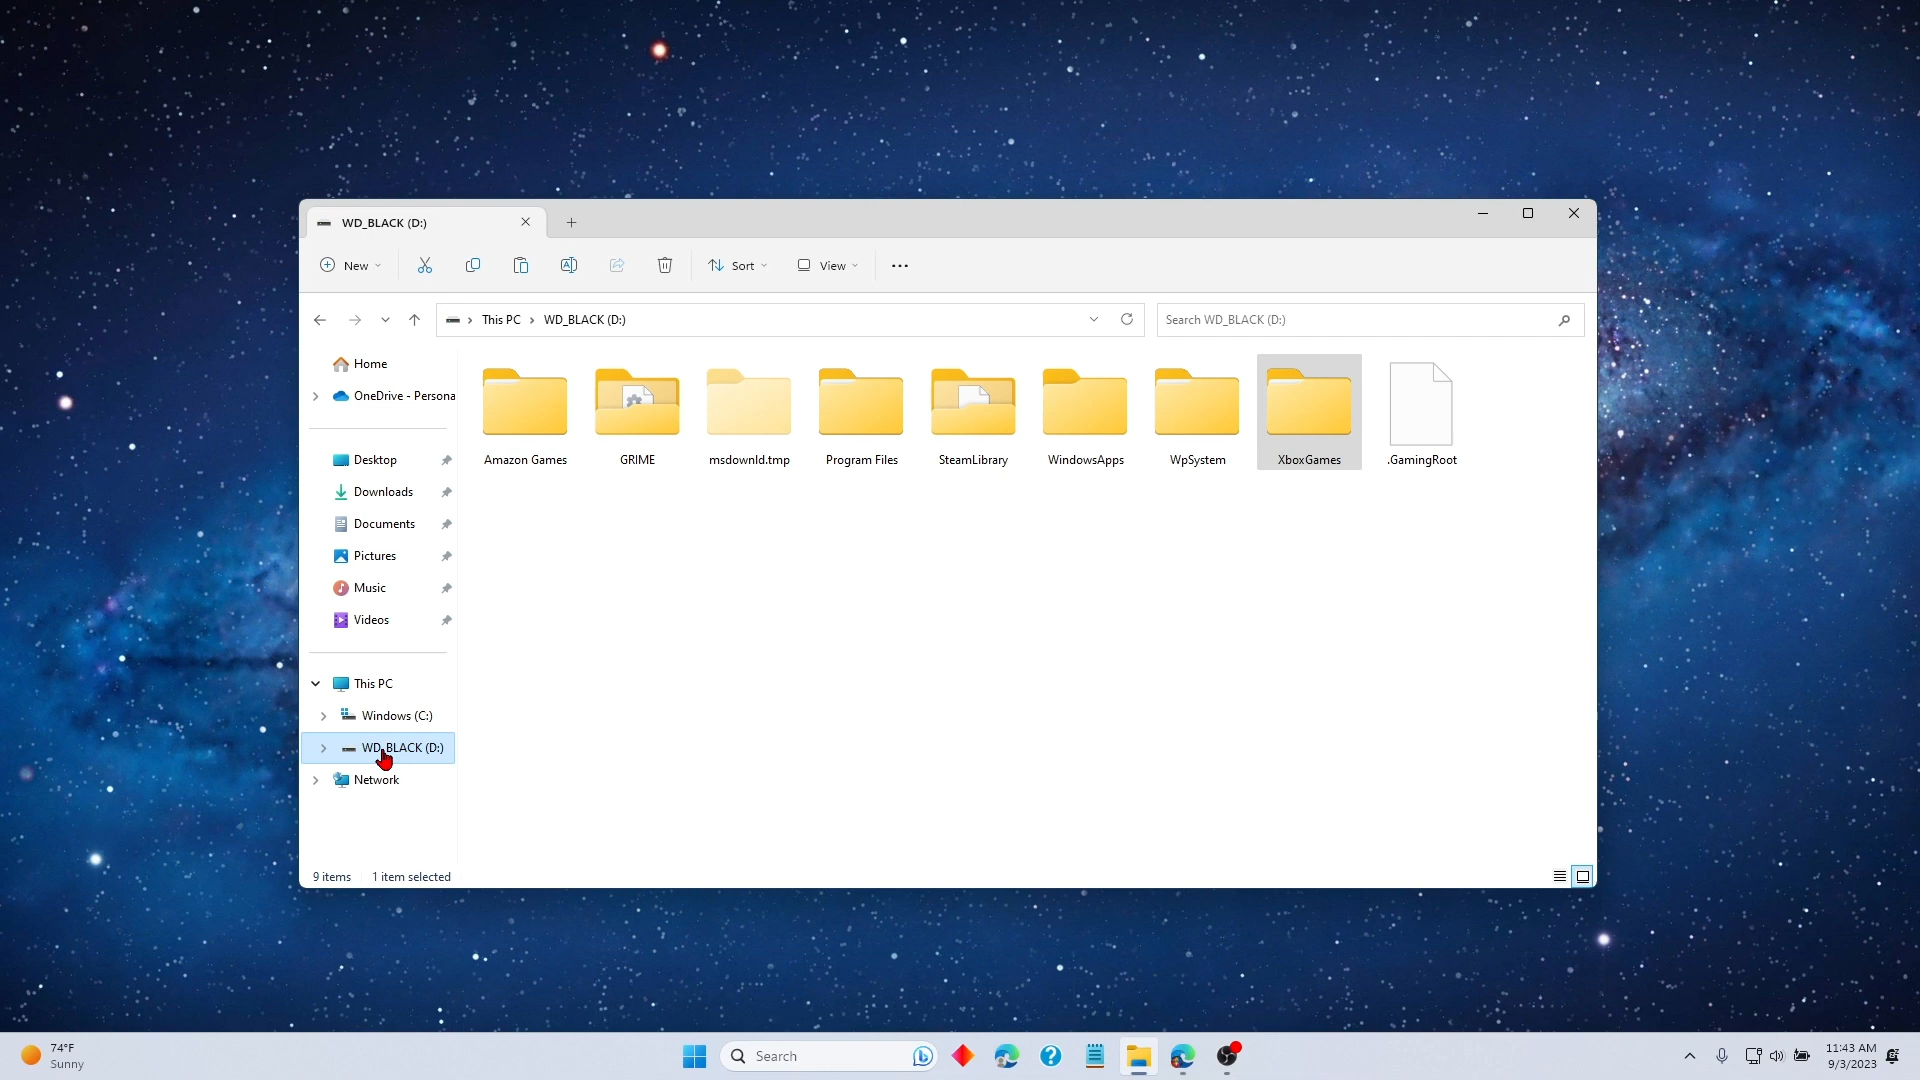 WD_BLACK (D:)
New
Sort
View
This PC
WD_BLACK (D:)
Search WD_BLACK (D:)
Home
OneDrive - Persona
Desktop
Downloads
Documents
Pictures
Music
Videos
This PC
Windows (C:)
WD_BLACK (D:)
Network
Amazon Games
GRIME
msdownld.tmp
Program Files
SteamLibrary
WindowsApps
WpSystem
XboxGames
.GamingRoot
9 items
1 item selected
74°F
Sunny
Search
11:43 AM
9/3/2023